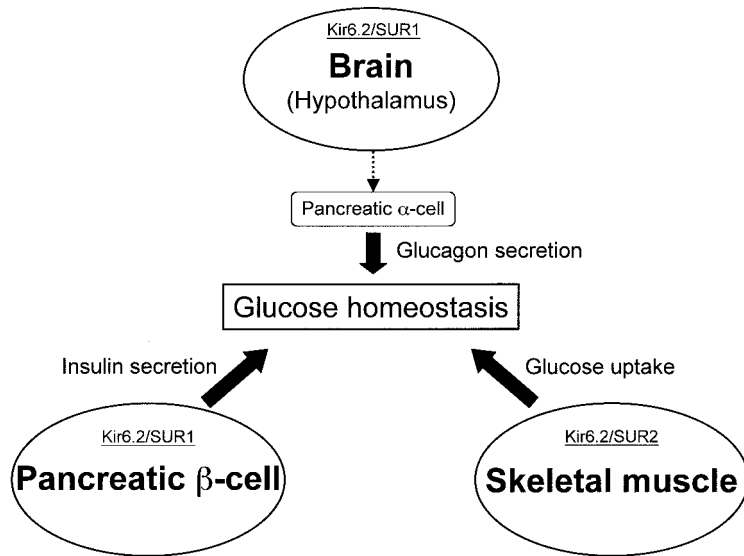 Kir6.2/SUR1
Brain
(Hypothalamus)
Pancreatic α-cell
Glucagon secretion
Glucose homeostasis
Insulin secretion
Glucose uptake
Kir6.2/SUR1
Pancreatic β-cell
Kir6.2/SUR2
Skeletal muscle